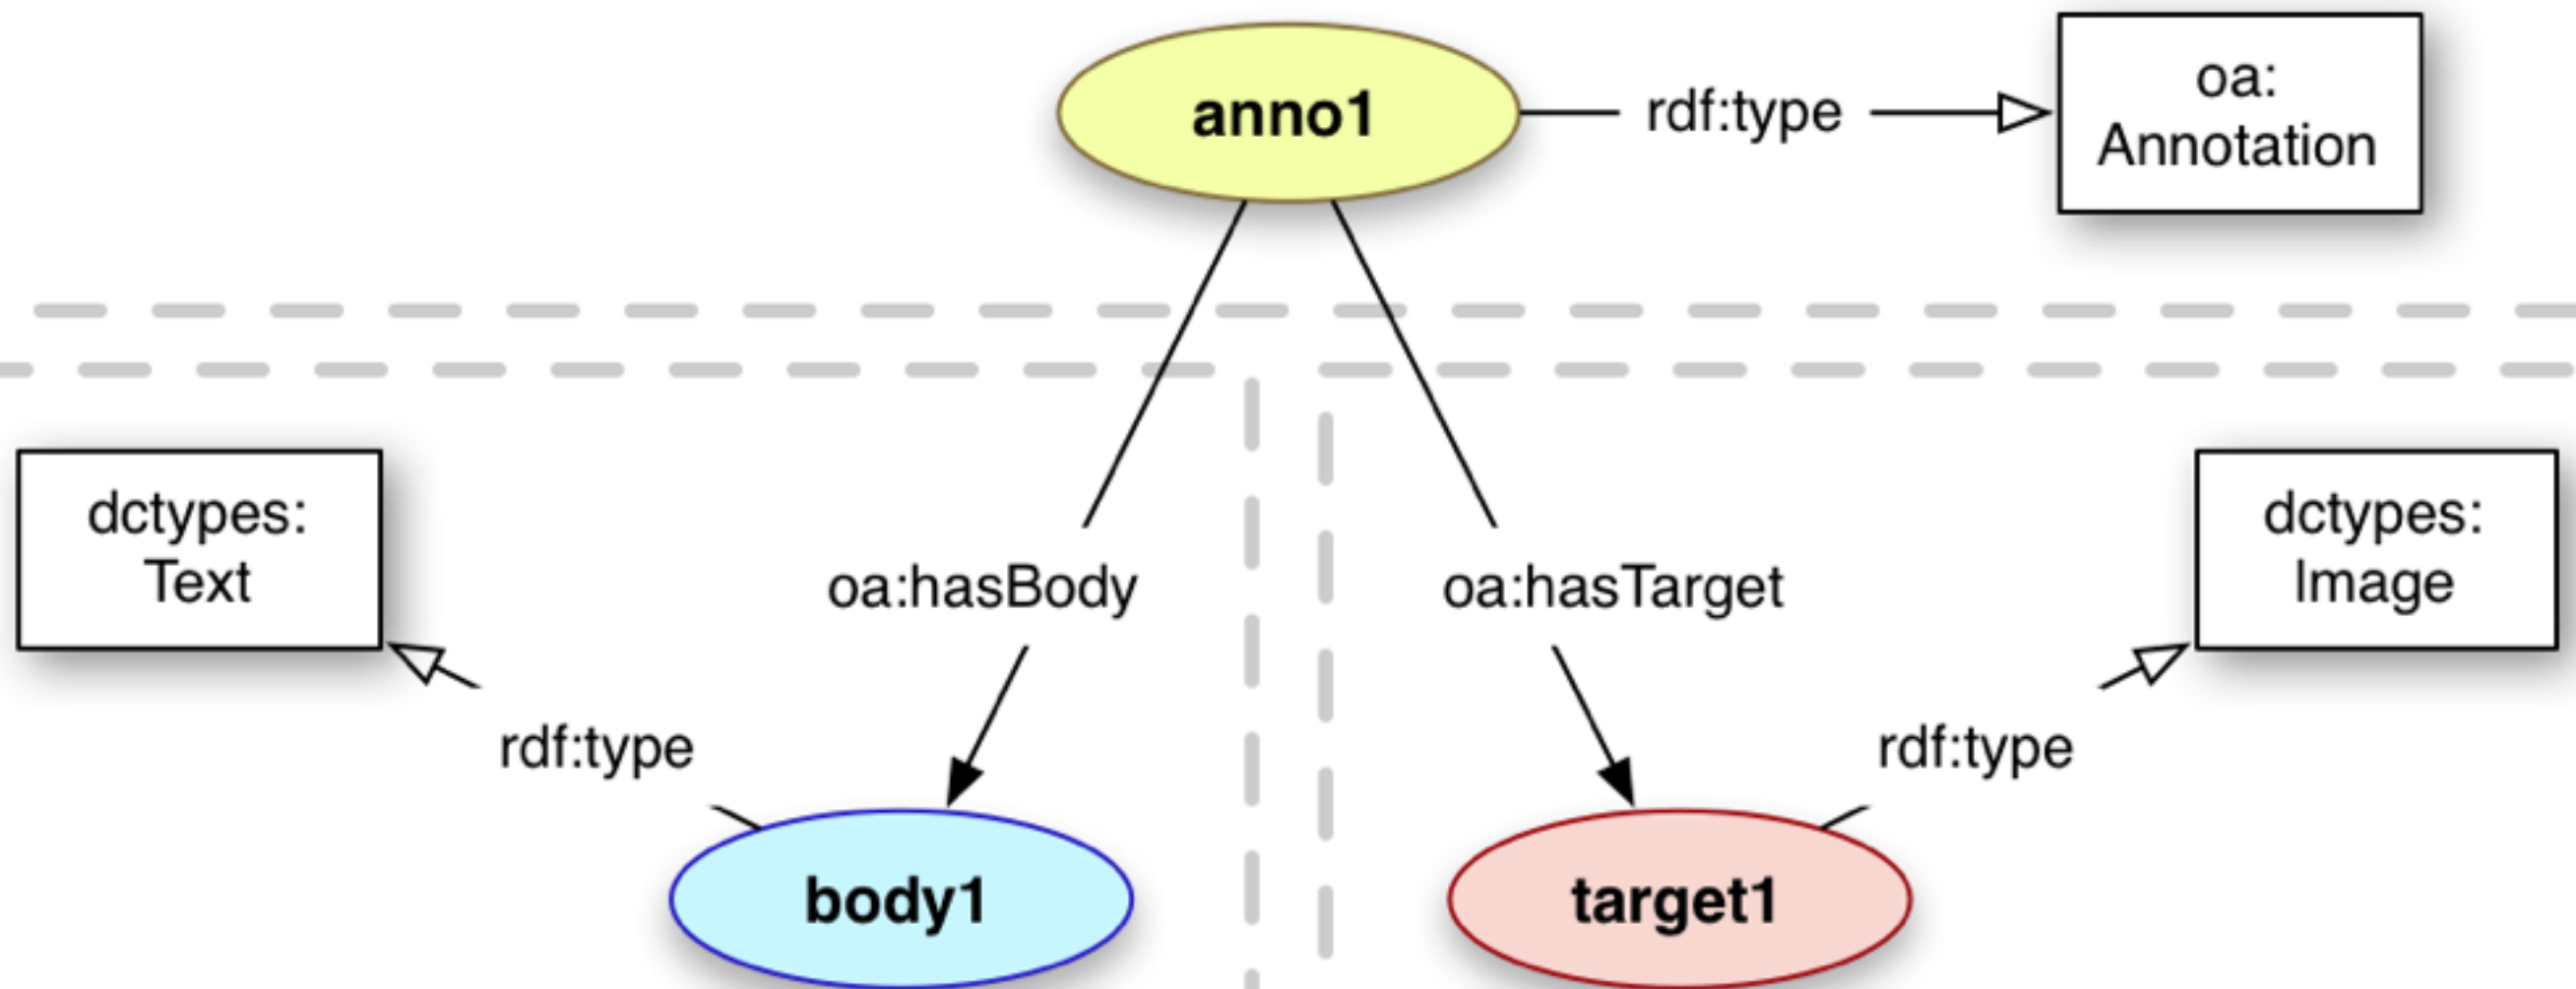 anno1
rdf:type
oa:
Annotation
dctypes:
Text
oa:hasBody
oa:hasTarget
dctypes:
Image
rdf:type
rdf:type
body1
target1